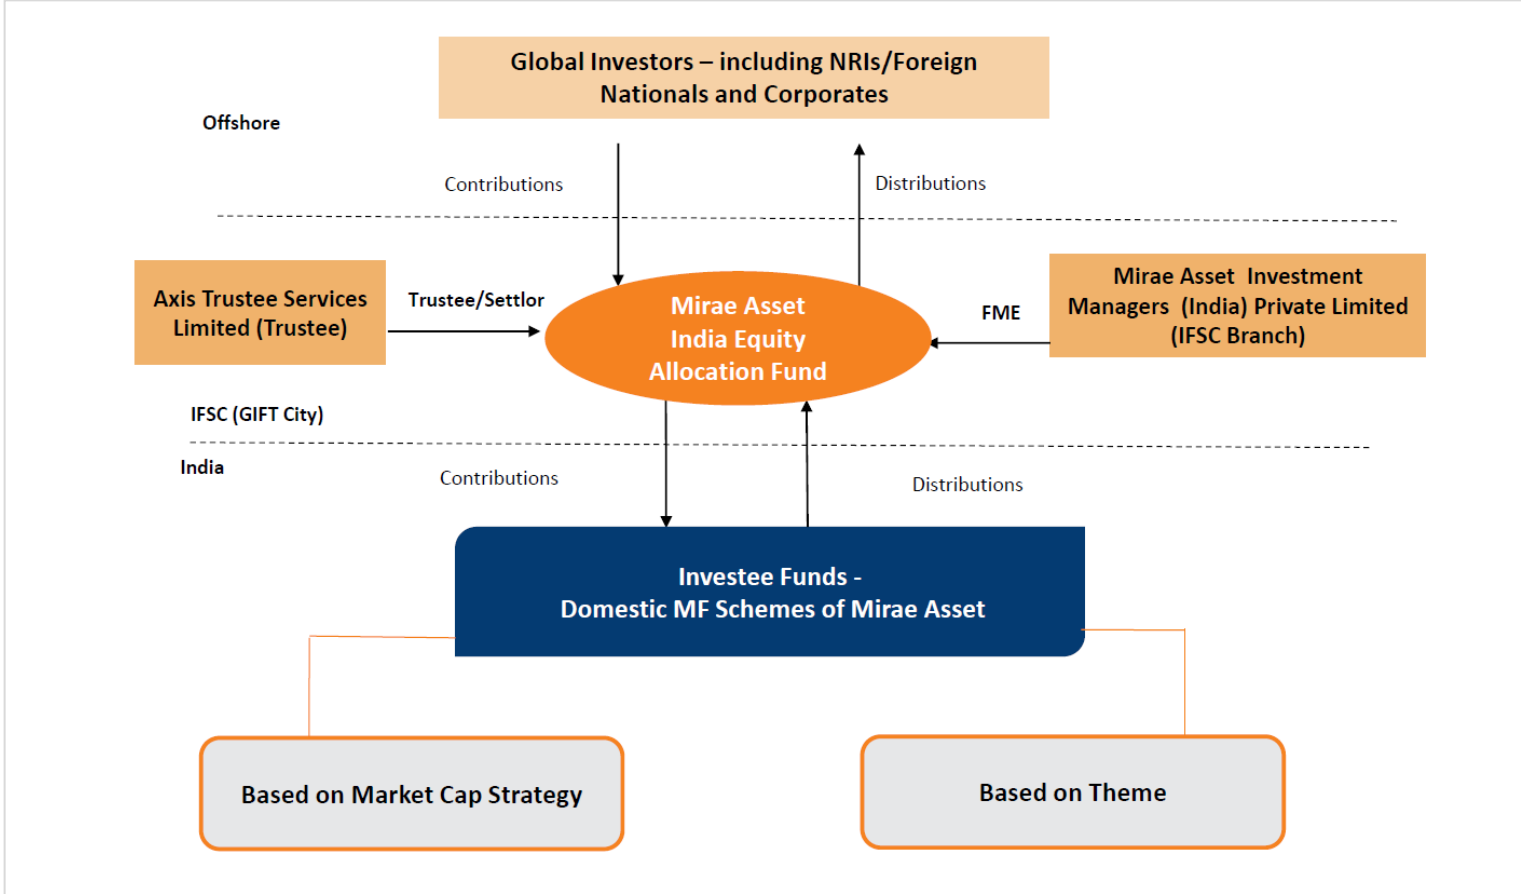 Global Investors – including NRIs/Foreign
Nationals and Corporates
Offshore
Contributions
Distributions
Axis Trustee Services
Limited (Trustee)
Trustee/Settlor
Mirae Asset
India Equity
Allocation Fund
FME
Mirae Asset  Investment
Managers  (India) Private Limited
(IFSC Branch)
IFSC (GIFT City)
India
Contributions
Distributions
Investee Funds -
Domestic MF Schemes of Mirae Asset
Based on Market Cap Strategy
Based on Theme